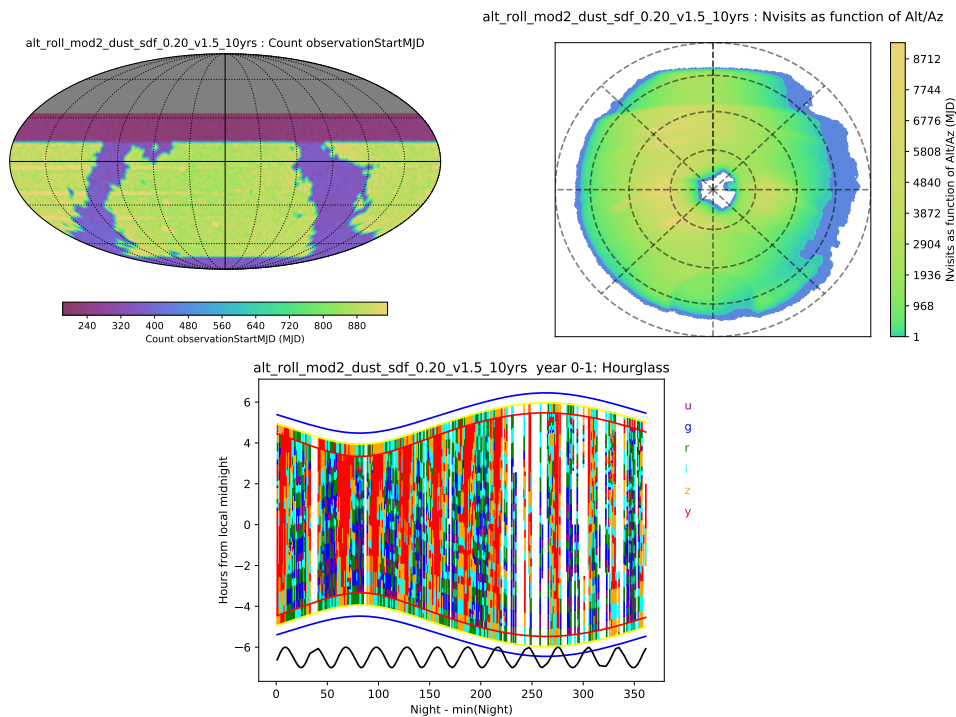 alt_roll_mod2_dust_sdf_0.20_v1.5_10yrs : Nvisits as function of Alt/Az
alt_roll_mod2_dust_sdf_0.20_v1.5_10yrs : Count observationStartMJD
240 320 400 480 560 640 720 800 880
Count observationStartMJD (MJD)
8712
7744
6776
5808
4840
3872
2904
1936
968
1
Nvisits as function of Alt/Az (MJD)
alt_roll_mod2_dust_sdf_0.20_v1.5_10yrs year 0-1: Hourglass
6
4
2
0
−2
−4
−6
Hours from local midnight
0 50 100 150 200 250 300 350
Night - min(Night)
u
g
r
i
z
y